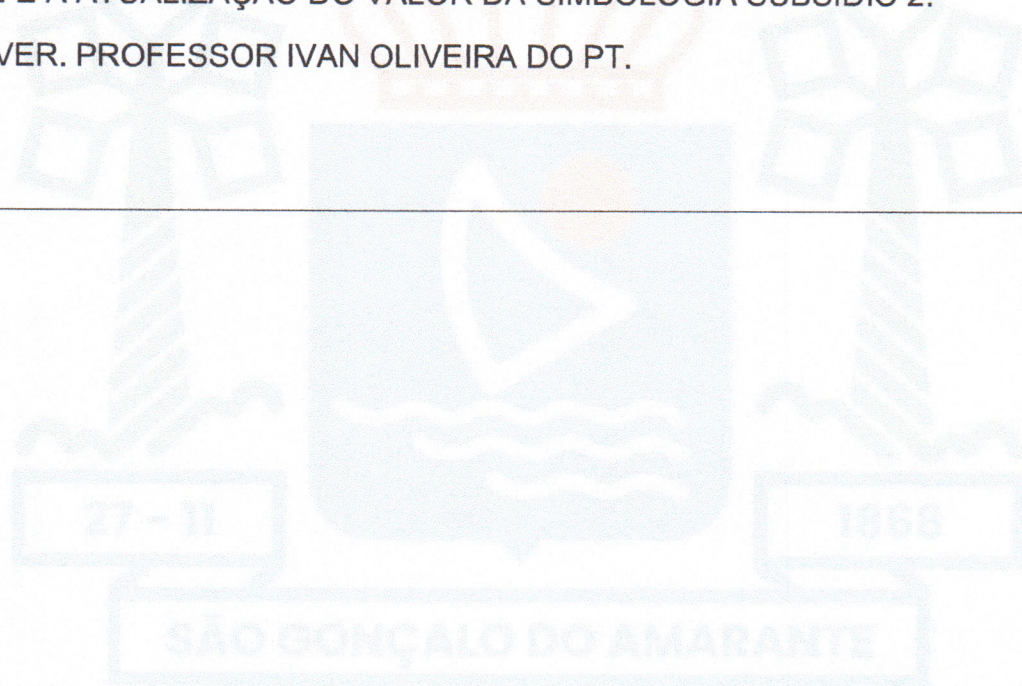 E A ATUALIZAÇÃO DO VALOR DA SIMBOLOGIA SUBSÍDIO 2.
VER. PROFESSOR IVAN OLIVEIRA DO PT.
27 – 11
1868
SÃO GONÇALO DO AMARANTE